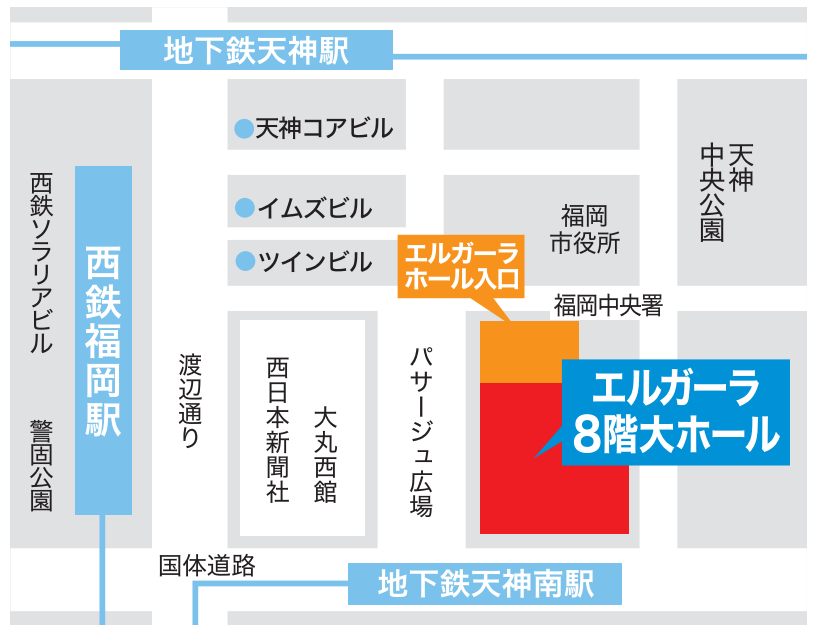 地下鉄天神駅
天神コアビル
天神
中央公園
西鉄ソラリアビル
イムズビル
福岡
市役所
西鉄福岡駅
ツインビル
エルガーラ
ホール入口
福岡中央署
渡辺通り
西日本新聞社
大丸西館
パサージュ広場
エルガーラ
8階大ホール
警固公園
国体道路
地下鉄天神南駅